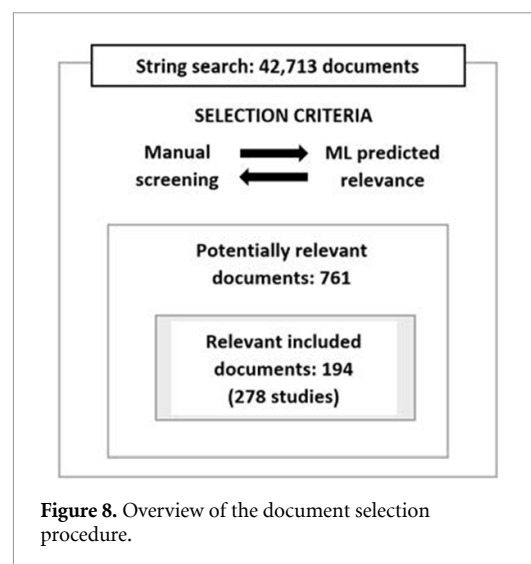 String search: 42,713 documents
SELECTION CRITERIA
Manual screening
ML predicted relevance
Potentially relevant
documents: 761
Relevant included
documents: 194
(278 studies)
Figure 8. Overview of the document selection
procedure.